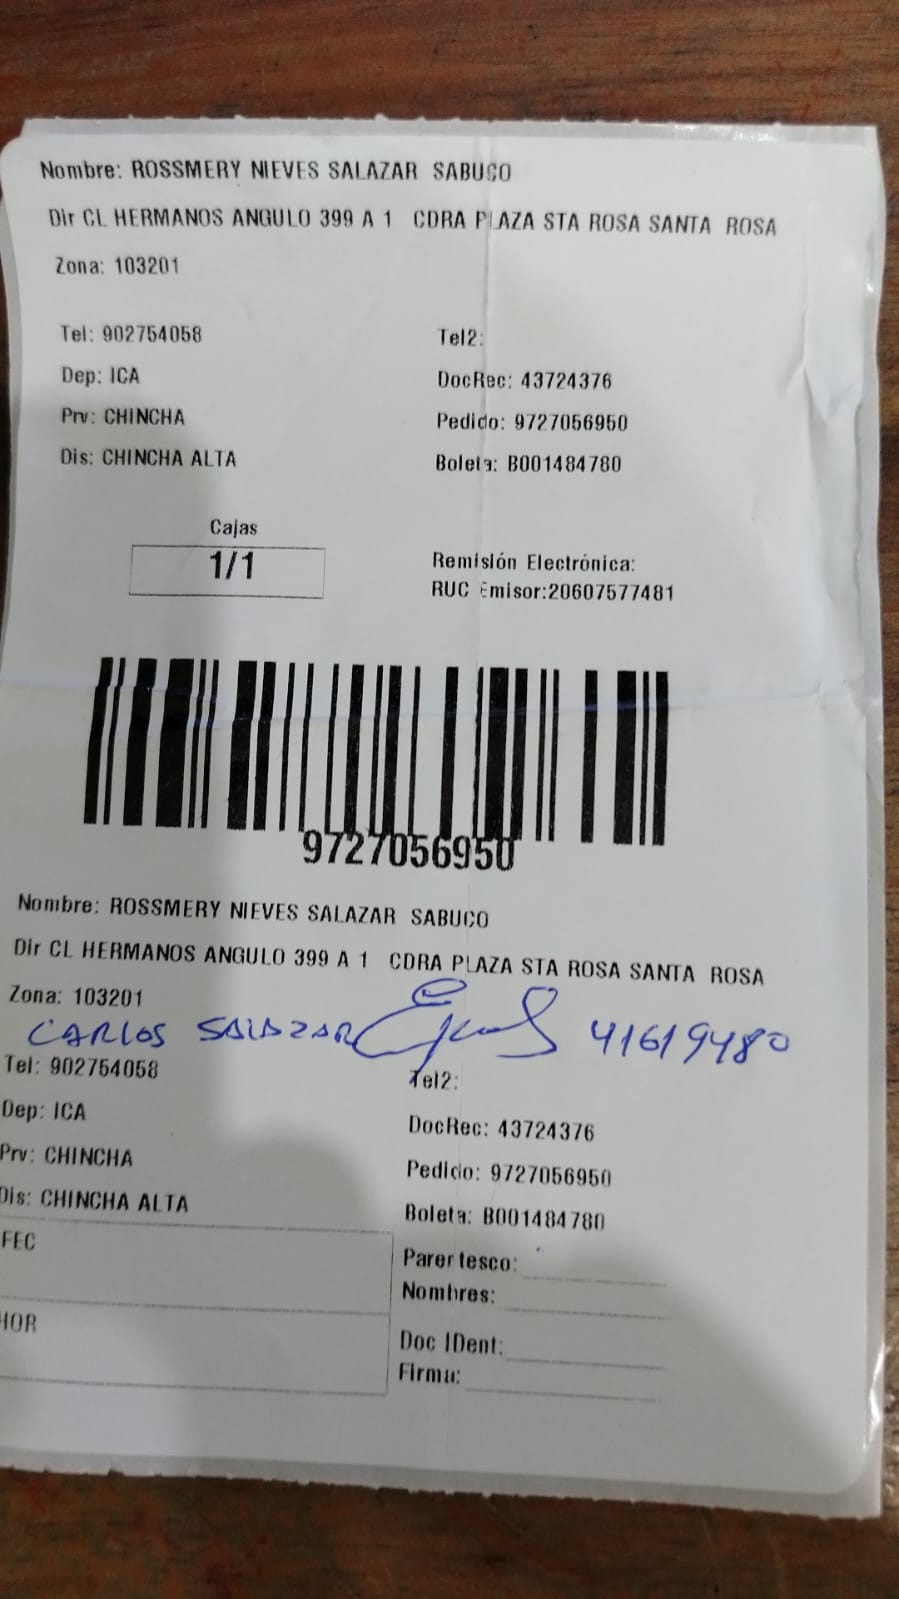 Nombre: ROSSMERY NIEVES SALAZAR SABUCO
Dir CL HERMANOS ANGULO 399 A 1 CDRA PLAZA STA ROSA SANTA ROSA
Zona: 103201
Tel: 902754058 Tel2:
Dep: ICA DocRec: 43724376
Prv: CHINCHA Pedido: 9727056950
Dis: CHINCHA ALTA Boleta: B001484780
Cajas
1/1
Remisión Electrónica:
RUC Emisor:20607577481
9727056950
Nombre: ROSSMERY NIEVES SALAZAR SABUCO
Dir CL HERMANOS ANGULO 399 A 1 CDRA PLAZA STA ROSA SANTA ROSA
Zona: 103201
CARLOS SALAZAR 41619480
Tel: 902754058 Tel2:
Dep: ICA DocRec: 43724376
Prv: CHINCHA Pedido: 9727056950
Dis: CHINCHA ALTA Boleta: B001484780
FEC
Parentesco:
Nombres:
HOR
Doc IDent:
Firma: